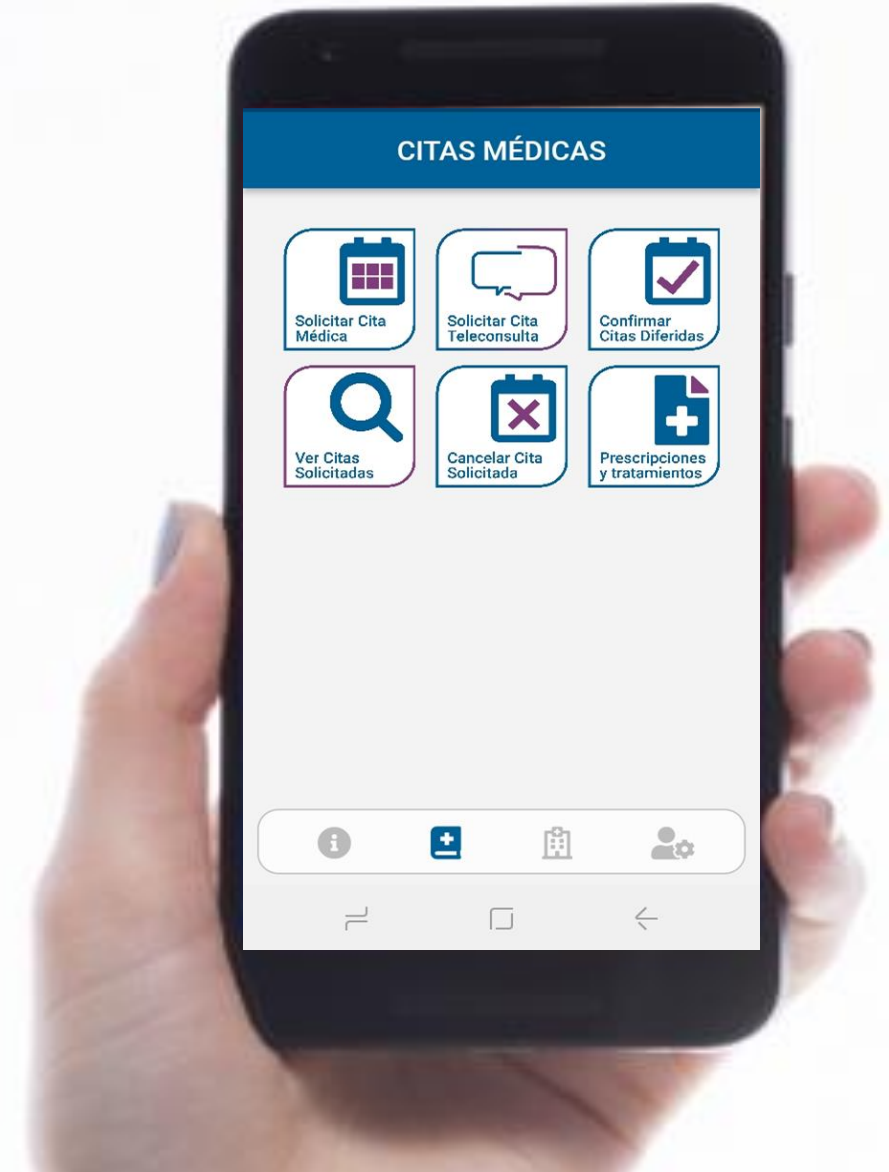 CITAS MÉDICAS
Solicitar Cita
Médica
Solicitar Cita
Teleconsulta
Confirmar
Citas Diferidas
Ver Citas
Solicitadas
Cancelar Cita
Solicitada
Prescripciones
y tratamientos